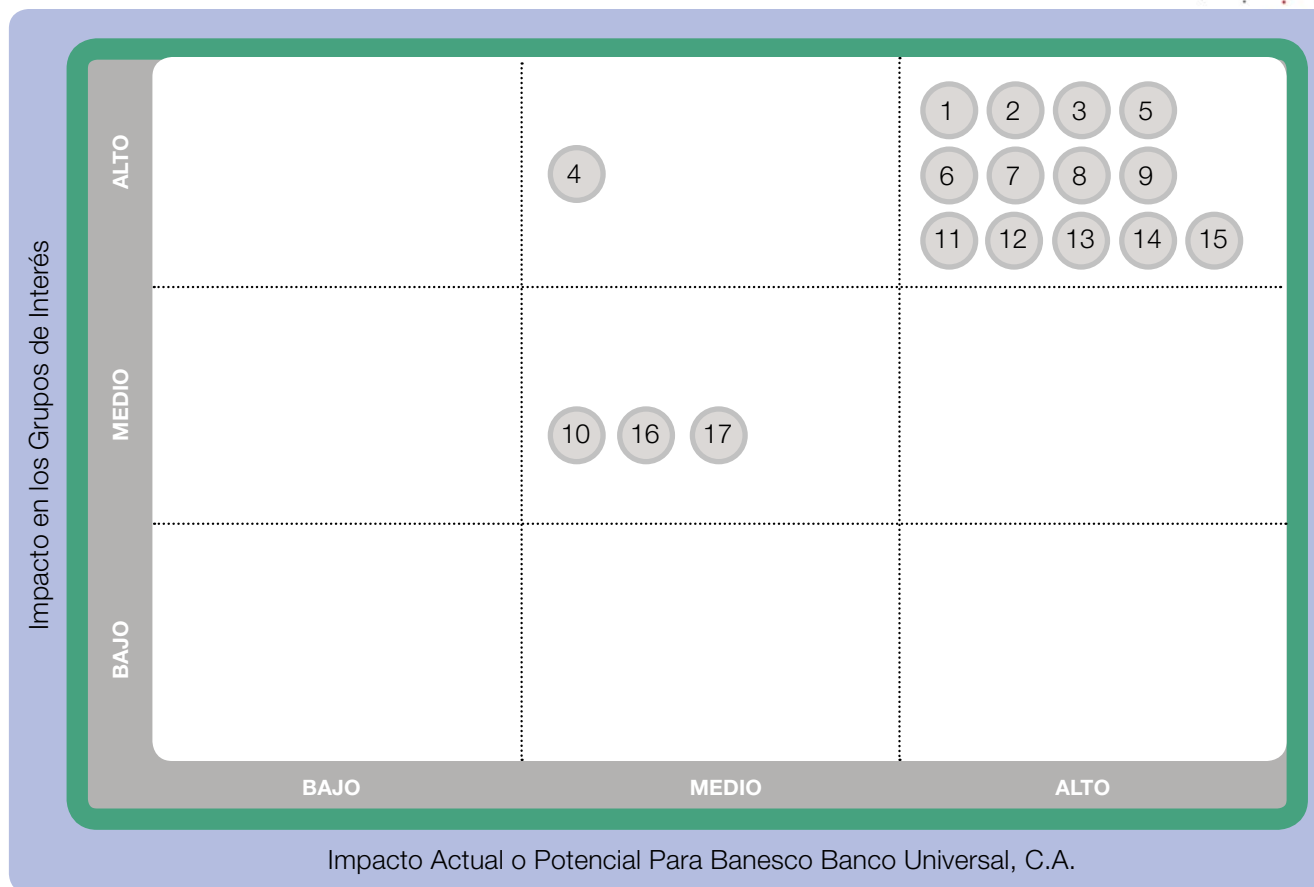 Impacto en los Grupos de Interés
ALTO
MEDIO
BAJO
1 2 3 5
4
6 7 8 9
11 12 13 14 15
10 16 17
BAJO MEDIO ALTO
Impacto Actual o Potencial Para Banesco Banco Universal, C.A.